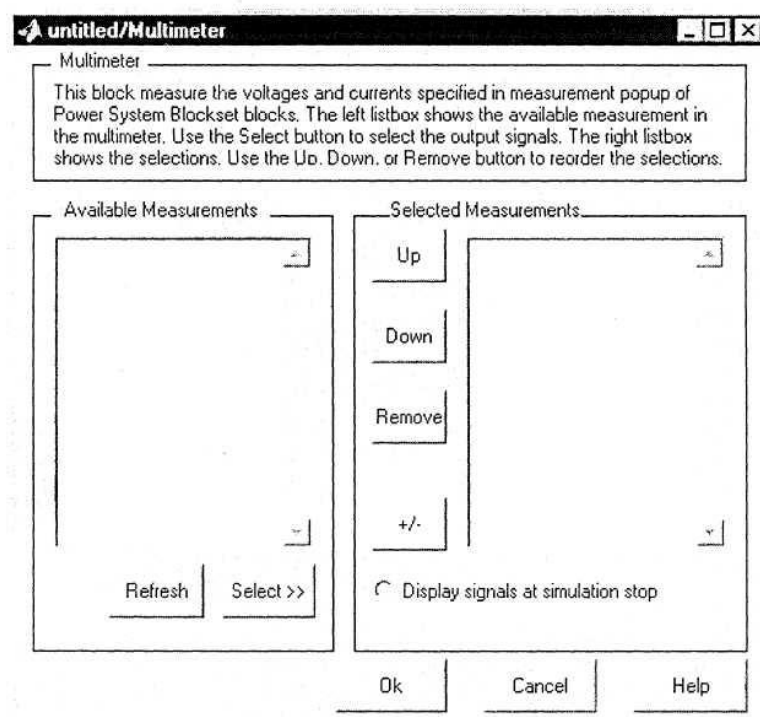 untitled/Multimeter
Multimeter
This block measure the voltages and currents specified in measurement popup of
Power System Blockset blocks. The left listbox shows the available measurement in
the multimeter. Use the Select button to select the output signals. The right listbox
shows the selections. Use the Up, Down, or Remove button to reorder the selections.
Available Measurements
Selected Measurements
Up
Down
Remove
+/-
Refresh
Select >>
Display signals at simulation stop
Ok
Cancel
Help